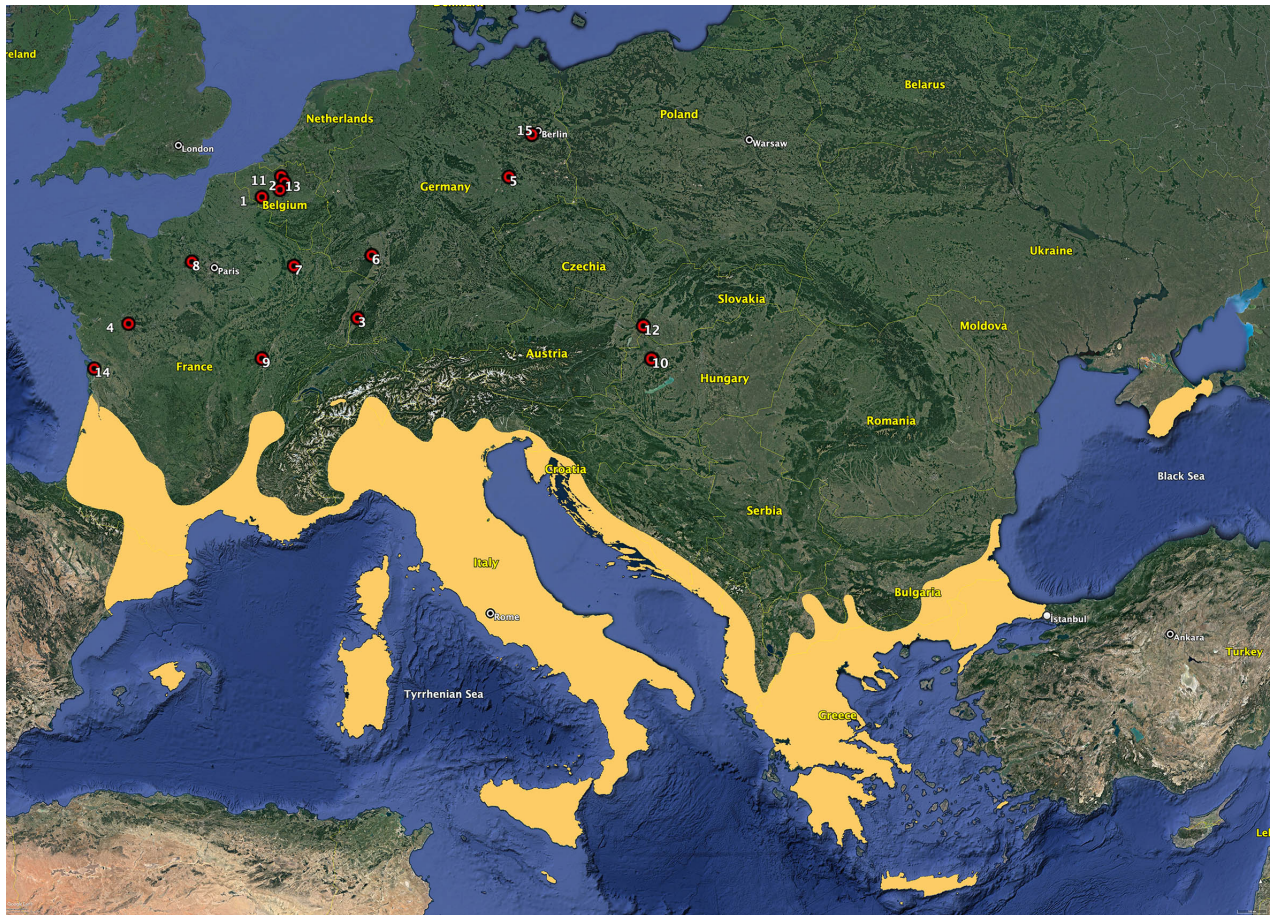 reland
Belarus
Netherlands
Poland
15
Berlin
London
Warsaw
11
2
13
5
Germany
1
Belgium
Ukraine
8
Paris
7
6
Czechia
Slovakia
4
3
12
Moldova
14
France
9
Austria
10
Hungary
Romania
Croatia
Black Sea
Serbia
Italy
Bulgaria
Rome
İstanbul
Ankara
Turkey
Tyrrhenian Sea
Greece